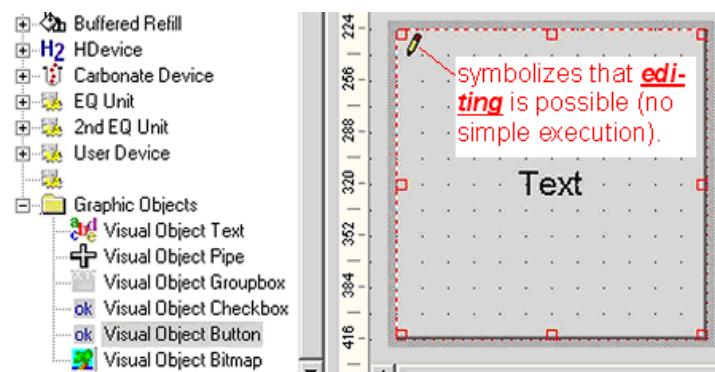 Buffered Refill
H2 HDevice
Carbonate Device
EQ Unit
2nd EQ Unit
User Device
Graphic Objects
abcde Visual Object Text
Visual Object Pipe
Visual Object Groupbox
ok Visual Object Checkbox
ok Visual Object Button
Visual Object Bitmap
224
256
288
320
352
384
416
symbolizes that edi-
ting is possible (no
simple execution).
Text